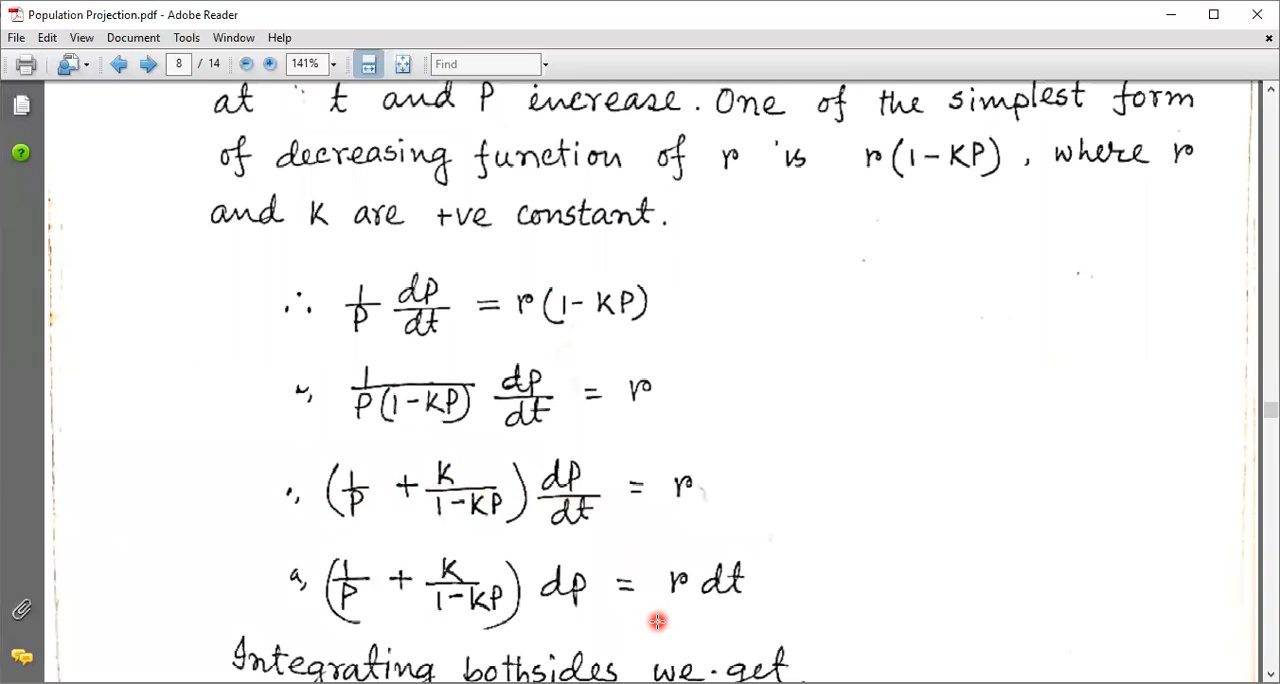 Population Projection.pdf - Adobe Reader
File Edit View Document Tools Window Help
8 / 14 141% Find
at t and P increase. One of the simplest form
of decreasing function of r is r(1-KP), where r
and K are +ve constant.
∴ 1/P dP/dt = r(1-KP)
1/P(1-KP) dP/dt = r
(1/P + K/1-KP) dP/dt = r
(1/P + K/1-KP) dP = r dt
Integrating bothsides we get